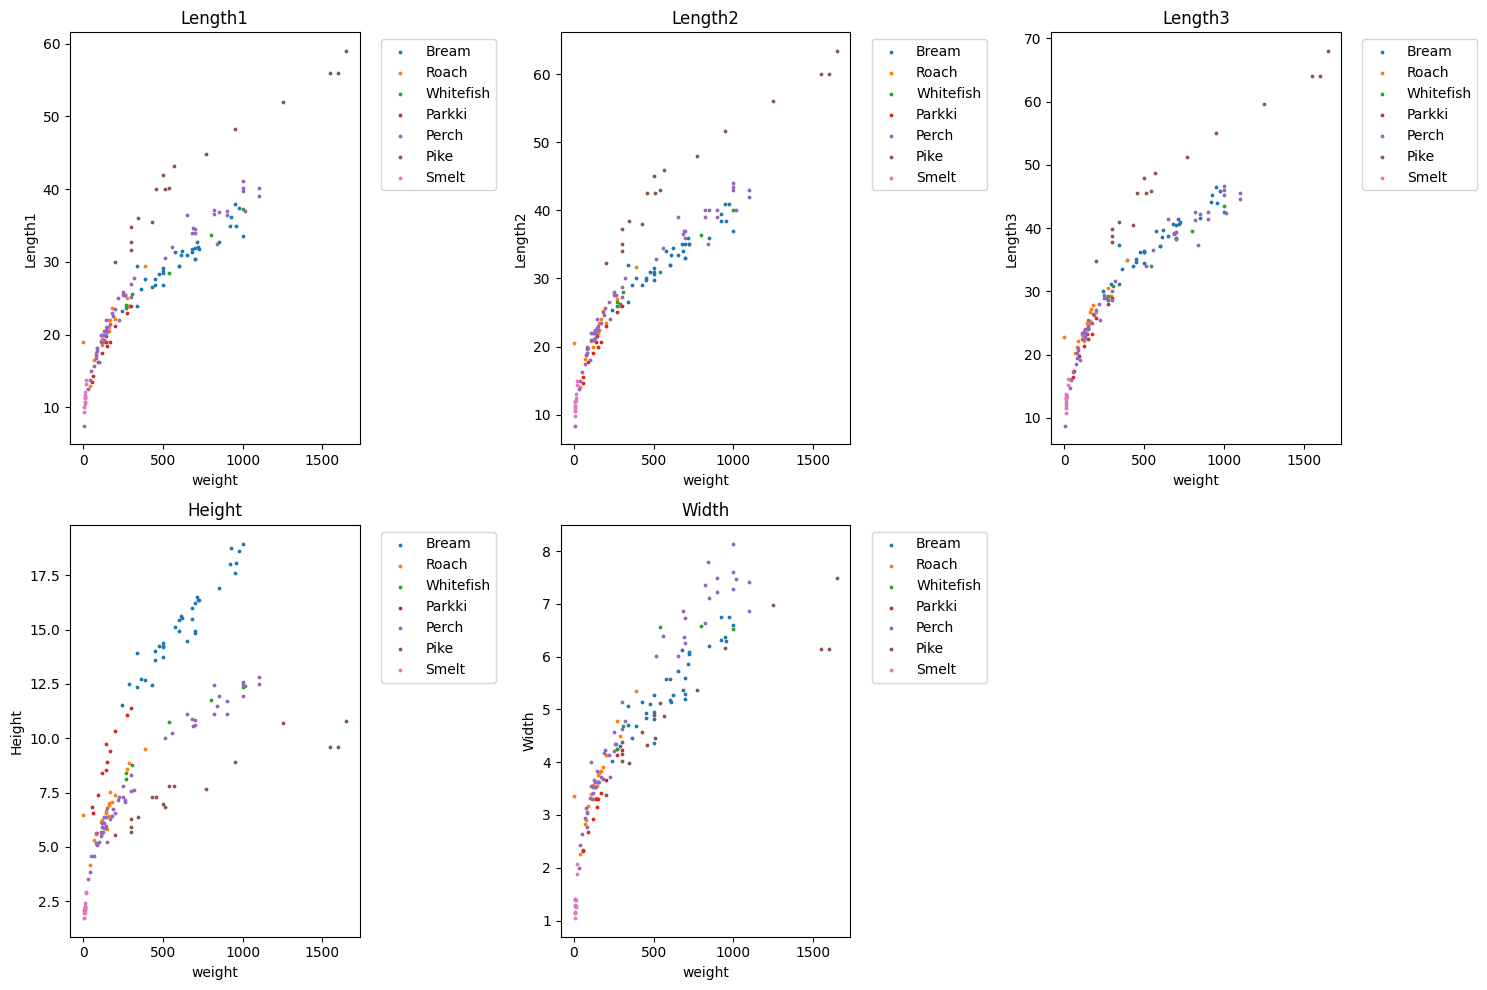 Length1
Length1
60
50
40
30
20
10
0 500 1000 1500
weight
Bream
Roach
Whitefish
Parkki
Perch
Pike
Smelt
Length2
Length2
60
50
40
30
20
10
0 500 1000 1500
weight
Bream
Roach
Whitefish
Parkki
Perch
Pike
Smelt
Length3
Length3
70
60
50
40
30
20
10
0 500 1000 1500
weight
Bream
Roach
Whitefish
Parkki
Perch
Pike
Smelt
Height
Height
17.5
15.0
12.5
10.0
7.5
5.0
2.5
0 500 1000 1500
weight
Bream
Roach
Whitefish
Parkki
Perch
Pike
Smelt
Width
Width
8
7
6
5
4
3
2
1
0 500 1000 1500
weight
Bream
Roach
Whitefish
Parkki
Perch
Pike
Smelt